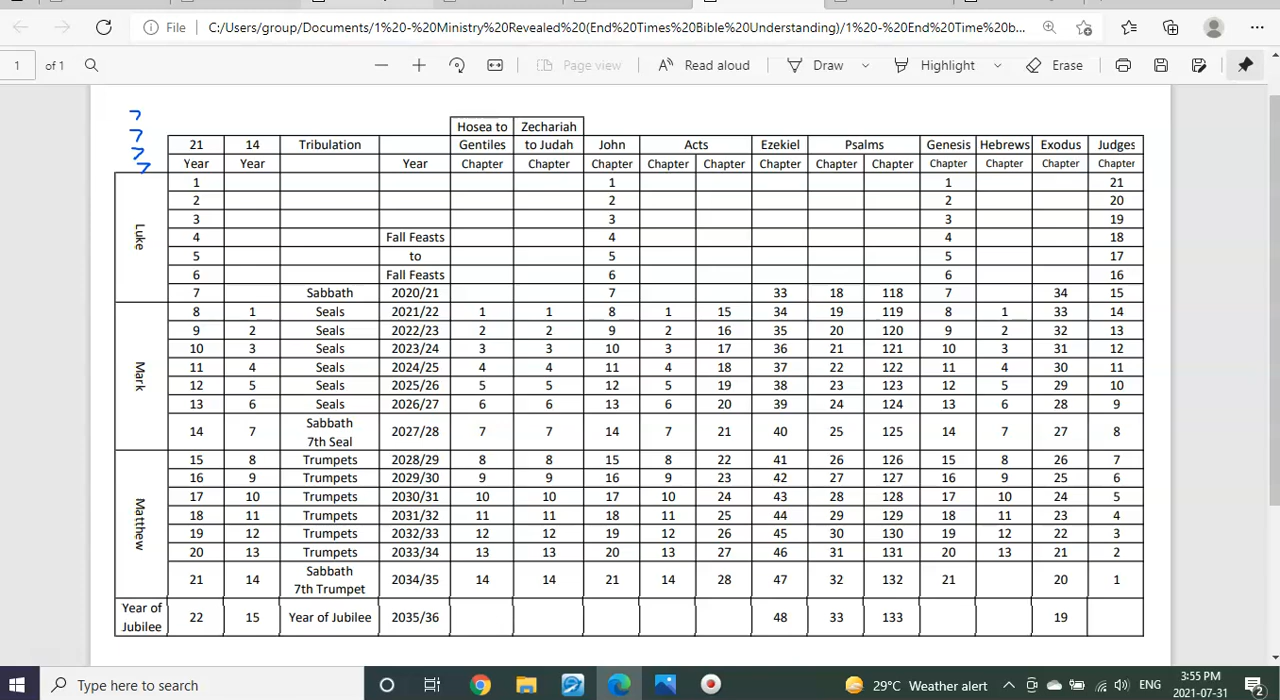 File C:/Users/group/Documents/1%20-%20Ministry%20Revealed%20(End%20Times%20Bible%20Understanding)/1%20-%20End%20Time%20b...
1 of 1 Page view Read aloud Draw Highlight Erase
7
7
7
7
Hosea to Zechariah
21 14 Tribulation Gentiles to Judah John Acts Ezekiel Psalms Genesis Hebrews Exodus Judges
Year Year Year Chapter Chapter Chapter Chapter Chapter Chapter Chapter Chapter Chapter Chapter Chapter Chapter
Luke
1 1 1 21
2 2 2 20
3 3 3 19
4 Fall Feasts 4 4 18
5 to 5 5 17
6 Fall Feasts 6 6 16
7 Sabbath 2020/21 7 33 18 118 7 34 15
Mark
8 1 Seals 2021/22 1 1 8 1 15 34 19 119 8 1 33 14
9 2 Seals 2022/23 2 2 9 2 16 35 20 120 9 2 32 13
10 3 Seals 2023/24 3 3 10 3 17 36 21 121 10 3 31 12
11 4 Seals 2024/25 4 4 11 4 18 37 22 122 11 4 30 11
12 5 Seals 2025/26 5 5 12 5 19 38 23 123 12 5 29 10
13 6 Seals 2026/27 6 6 13 6 20 39 24 124 13 6 28 9
Sabbath
14 7 7th Seal 2027/28 7 7 14 7 21 40 25 125 14 7 27 8
Matthew
15 8 Trumpets 2028/29 8 8 15 8 22 41 26 126 15 8 26 7
16 9 Trumpets 2029/30 9 9 16 9 23 42 27 127 16 9 25 6
17 10 Trumpets 2030/31 10 10 17 10 24 43 28 128 17 10 24 5
18 11 Trumpets 2031/32 11 11 18 11 25 44 29 129 18 11 23 4
19 12 Trumpets 2032/33 12 12 19 12 26 45 30 130 19 12 22 3
20 13 Trumpets 2033/34 13 13 20 13 27 46 31 131 20 13 21 2
Sabbath
21 14 7th Trumpet 2034/35 14 14 21 14 28 47 32 132 21 20 1
Year of
Jubilee 22 15 Year of Jubilee 2035/36 48 33 133 19
Type here to search 29°C Weather alert ENG 3:55 PM
2021-07-31 2